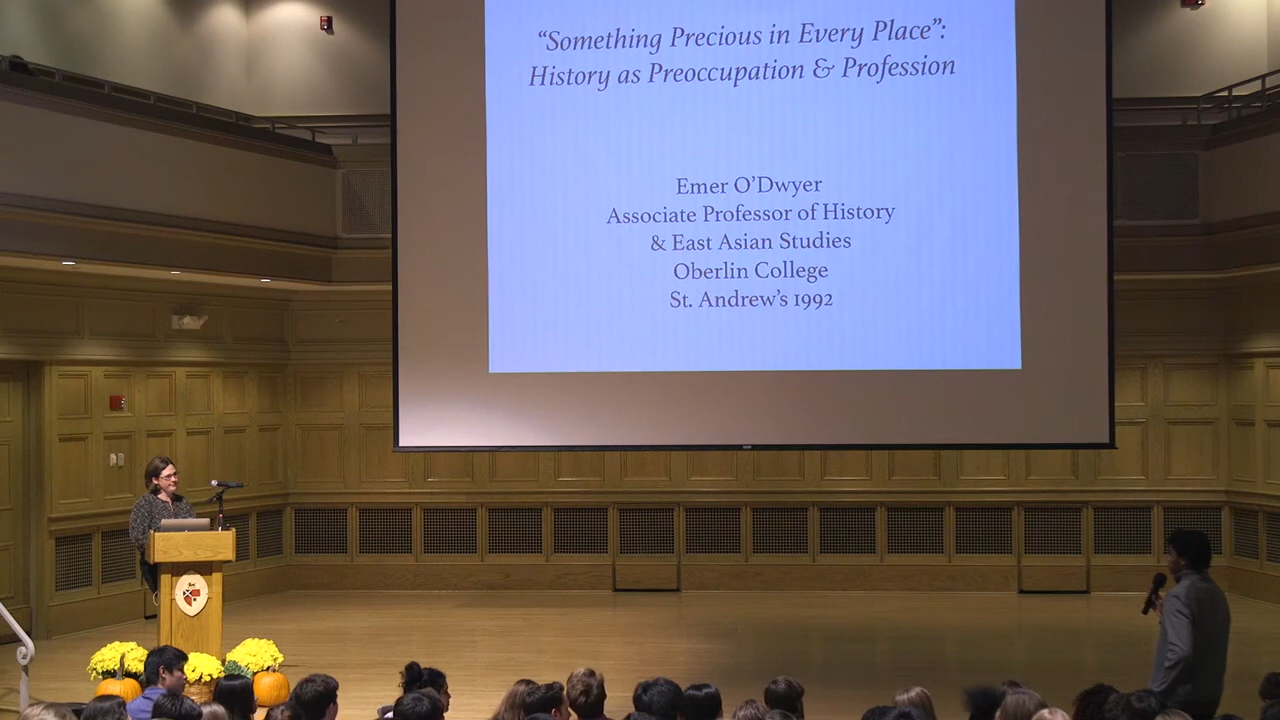 “Something Precious in Every Place”:
History as Preoccupation & Profession
Emer O’Dwyer
Associate Professor of History
& East Asian Studies
Oberlin College
St. Andrew’s 1992